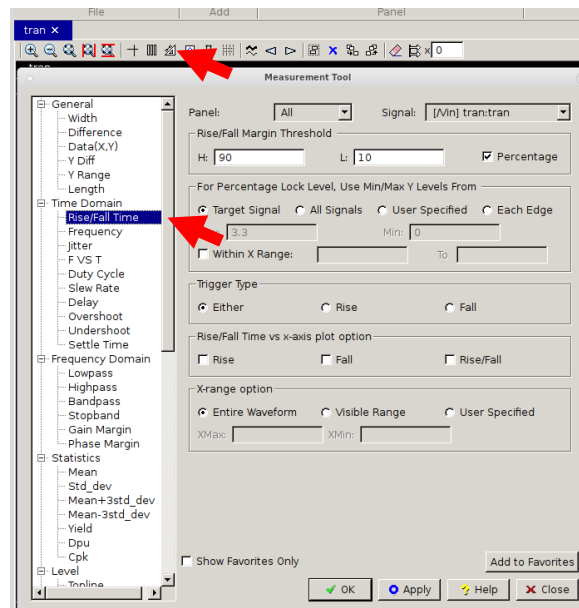 File Add Panel
tran ×
× 0
Measurement Tool
General
Width
Difference
Data(X,Y)
Y Diff
Y Range
Length
Time Domain
Rise/Fall Time
Frequency
Jitter
F VS T
Duty Cycle
Slew Rate
Delay
Overshoot
Undershoot
Settle Time
Frequency Domain
Lowpass
Highpass
Bandpass
Stopband
Gain Margin
Phase Margin
Statistics
Mean
Std_dev
Mean+3std_dev
Mean-3std_dev
Yield
Dpu
Cpk
Level
Topline
Panel: All Signal: [/Vin] tran:tran
Rise/Fall Margin Threshold
H: 90 L: 10 Percentage
For Percentage Lock Level, Use Min/Max Y Levels From
Target Signal All Signals User Specified Each Edge
3.3 Min: 0
Within X Range: To
Trigger Type
Either Rise Fall
Rise/Fall Time vs x-axis plot option
Rise Fall Rise/Fall
X-range option
Entire Waveform Visible Range User Specified
XMax: XMin:
Show Favorites Only Add to Favorites
OK Apply Help Close